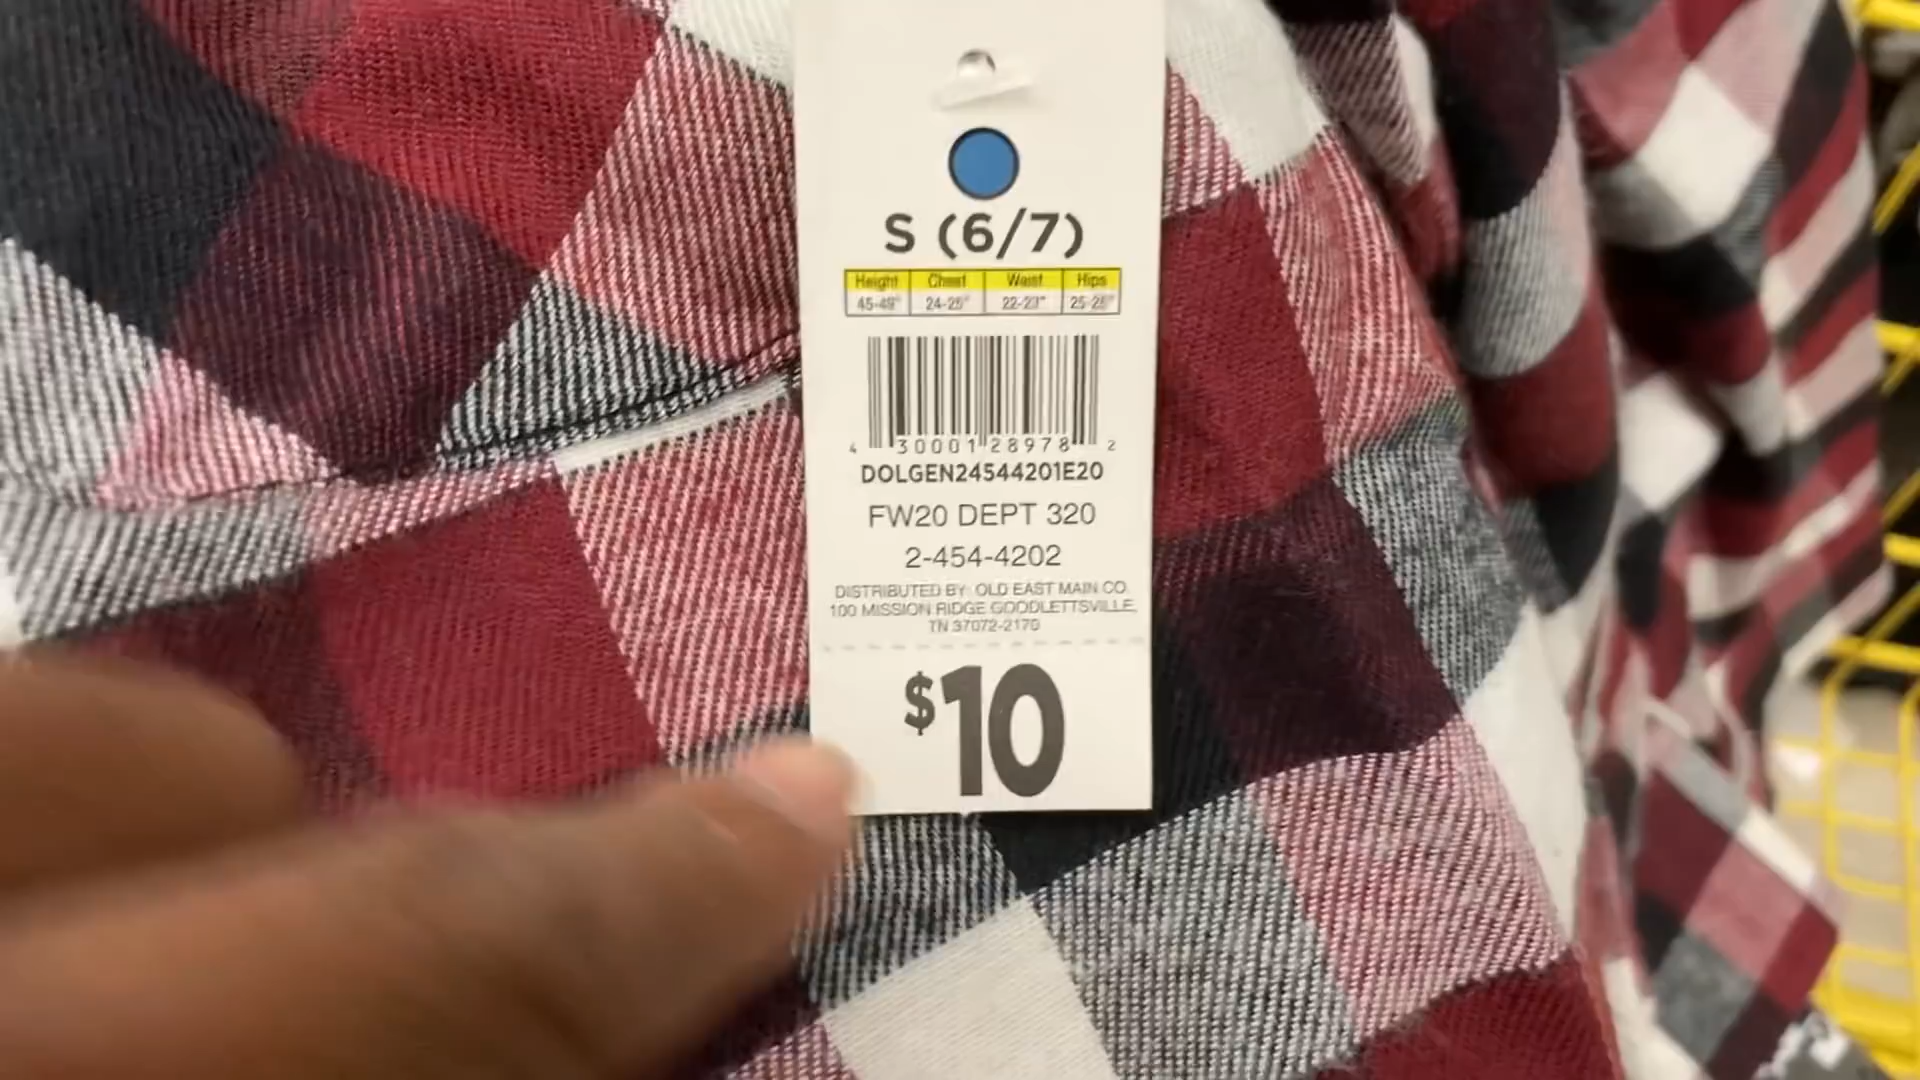 S (6/7)
Height Chest Waist Hips
45-49" 24-25" 22-23" 25-26"
4 30001 28978 2
DOLGEN24544201E20
FW20 DEPT 320
2-454-4202
DISTRIBUTED BY: OLD EAST MAIN CO.
100 MISSION RIDGE GOODLETTSVILLE,
TN 37072-2170
$10